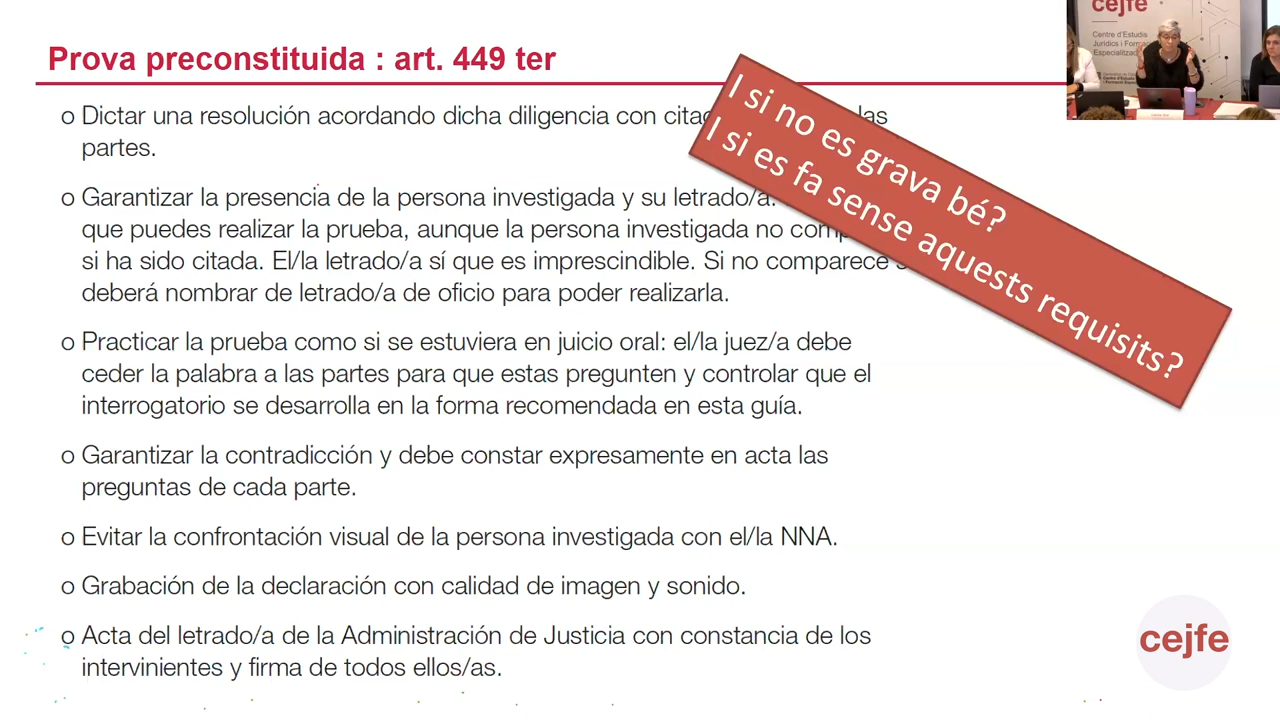 Prova preconstituida : art. 449 ter
o Dictar una resolución acordando dicha diligencia con las
partes.
o Garantizar la presencia de la persona investigada y su letrado/a.
que puedes realizar la prueba, aunque la persona investigada no
si ha sido citada. El/la letrado/a sí que es imprescindible. Si no comparece
deberá nombrar de letrado/a de oficio para poder realizarla.
o Practicar la prueba como si se estuviera en juicio oral: el/la juez/a debe
ceder la palabra a las partes para que estas pregunten y controlar que el
interrogatorio se desarrolla en la forma recomendada en esta guía.
o Garantizar la contradicción y debe constar expresamente en acta las
preguntas de cada parte.
o Evitar la confrontación visual de la persona investigada con el/la NNA.
o Grabación de la declaración con calidad de imagen y sonido.
o Acta del letrado/a de la Administración de Justicia con constancia de los
intervinientes y firma de todos ellos/as.
I si no es grava bé?
I si es fa sense aquests requisits?
cejfe
Centre d'Estudis
Jurídics i
cejfe